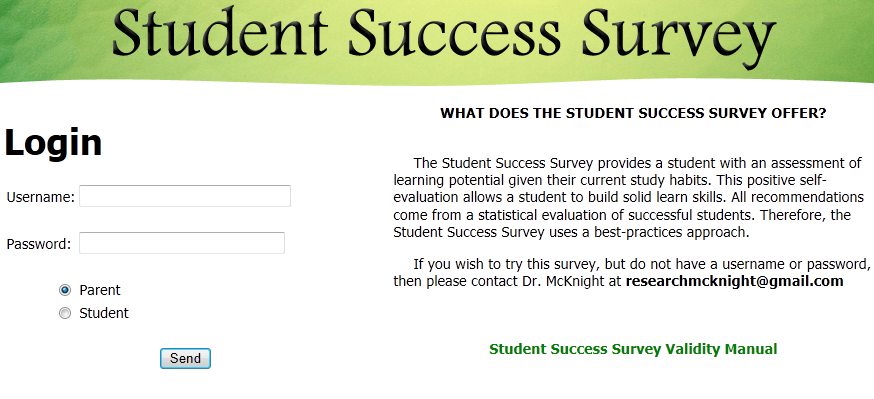 Student Success Survey
Login
Username:
Password:
Parent
Student
Send
WHAT DOES THE STUDENT SUCCESS SURVEY OFFER?
The Student Success Survey provides a student with an assessment of
learning potential given their current study habits. This positive self-
evaluation allows a student to build solid learn skills. All recommendations
come from a statistical evaluation of successful students. Therefore, the
Student Success Survey uses a best-practices approach.
If you wish to try this survey, but do not have a username or password,
then please contact Dr. McKnight at researchmcknight@gmail.com
Student Success Survey Validity Manual